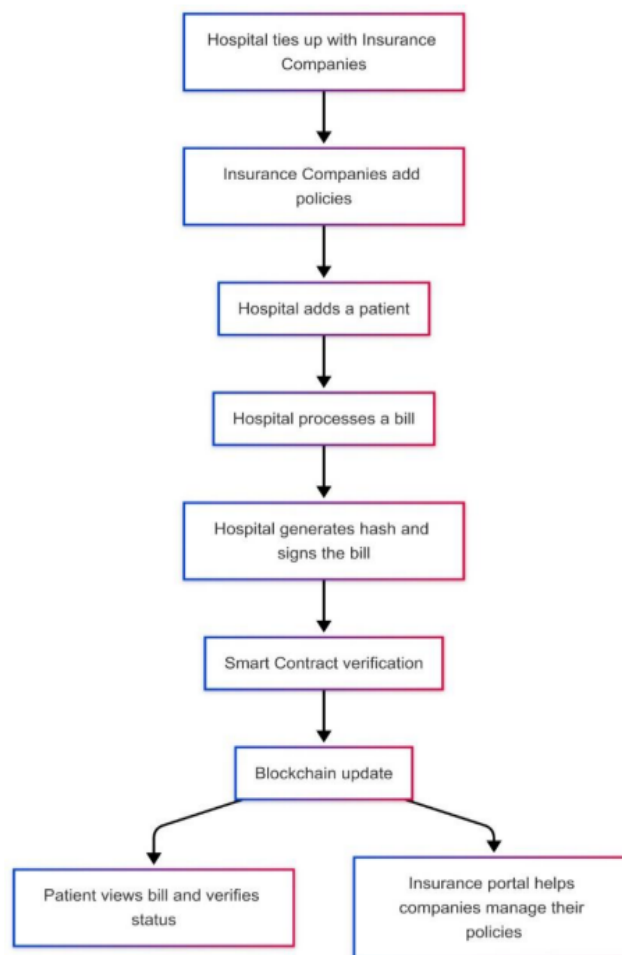 Hospital ties up with Insurance
Companies
Insurance Companies add
policies
Hospital adds a patient
Hospital processes a bill
Hospital generates hash and
signs the bill
Smart Contract verification
Blockchain update
Patient views bill and verifies
status
Insurance portal helps
companies manage their
policies